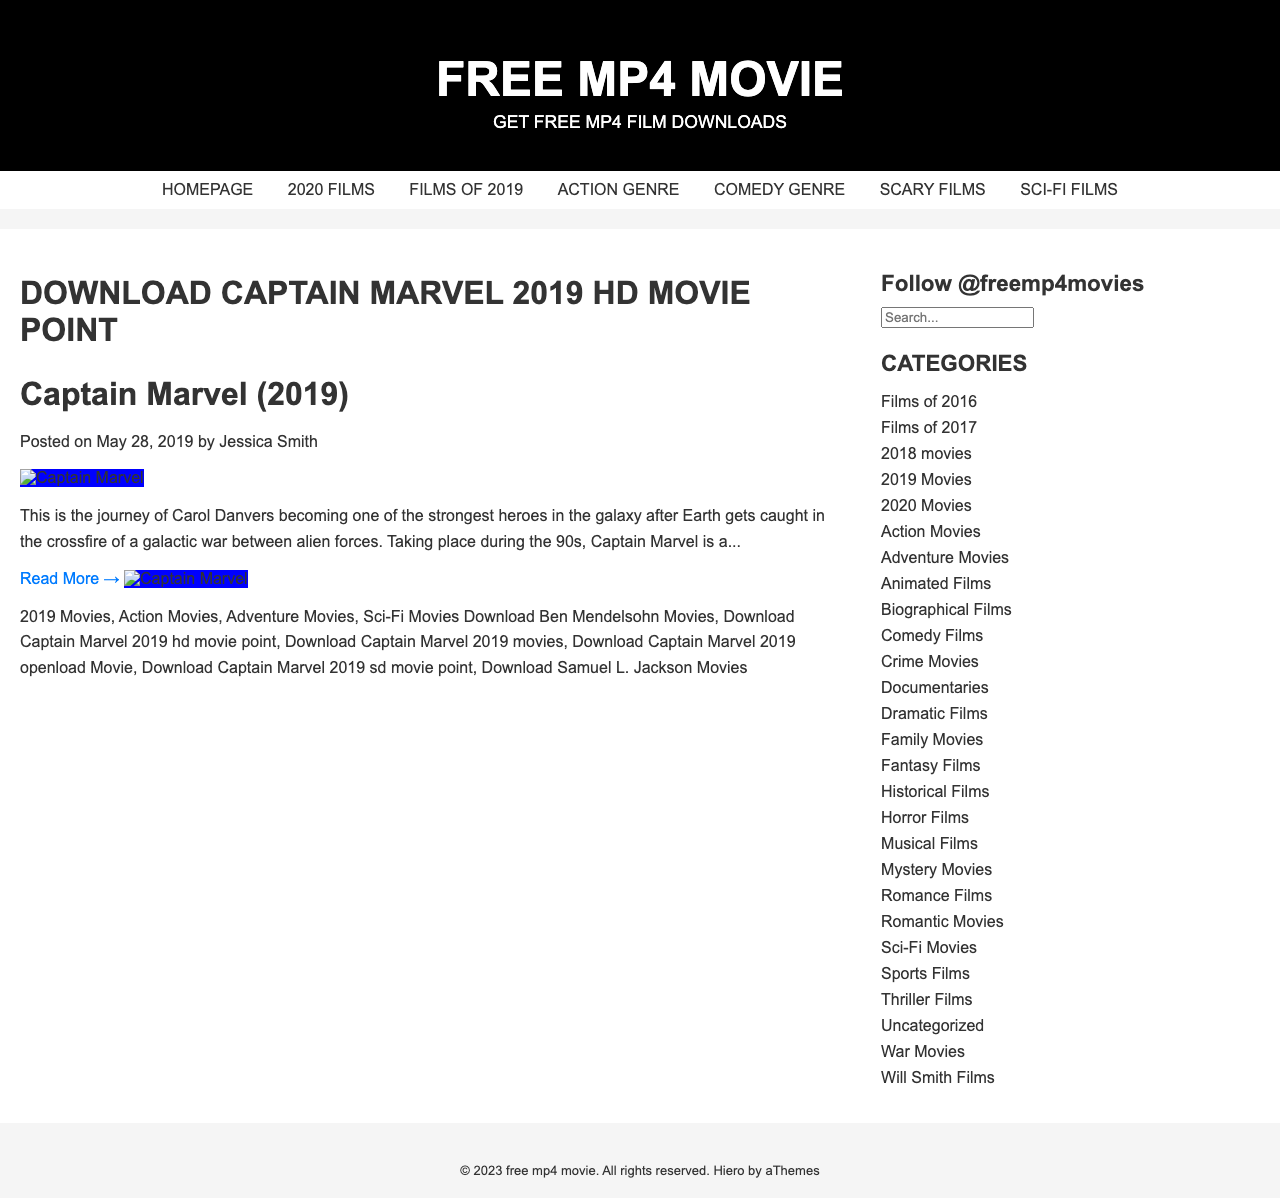 FREE MP4 MOVIE
GET FREE MP4 FILM DOWNLOADS
HOMEPAGE 2020 FILMS FILMS OF 2019 ACTION GENRE COMEDY GENRE SCARY FILMS SCI-FI FILMS
DOWNLOAD CAPTAIN MARVEL 2019 HD MOVIE
POINT
Captain Marvel (2019)
Posted on May 28, 2019 by Jessica Smith
Captain Marvel
This is the journey of Carol Danvers becoming one of the strongest heroes in the galaxy after Earth gets caught in
the crossfire of a galactic war between alien forces. Taking place during the 90s, Captain Marvel is a...
Read More → Captain Marvel
2019 Movies, Action Movies, Adventure Movies, Sci-Fi Movies Download Ben Mendelsohn Movies, Download
Captain Marvel 2019 hd movie point, Download Captain Marvel 2019 movies, Download Captain Marvel 2019
openload Movie, Download Captain Marvel 2019 sd movie point, Download Samuel L. Jackson Movies
Follow @freemp4movies
Search...
CATEGORIES
Films of 2016
Films of 2017
2018 movies
2019 Movies
2020 Movies
Action Movies
Adventure Movies
Animated Films
Biographical Films
Comedy Films
Crime Movies
Documentaries
Dramatic Films
Family Movies
Fantasy Films
Historical Films
Horror Films
Musical Films
Mystery Movies
Romance Films
Romantic Movies
Sci-Fi Movies
Sports Films
Thriller Films
Uncategorized
War Movies
Will Smith Films
© 2023 free mp4 movie. All rights reserved. Hiero by aThemes